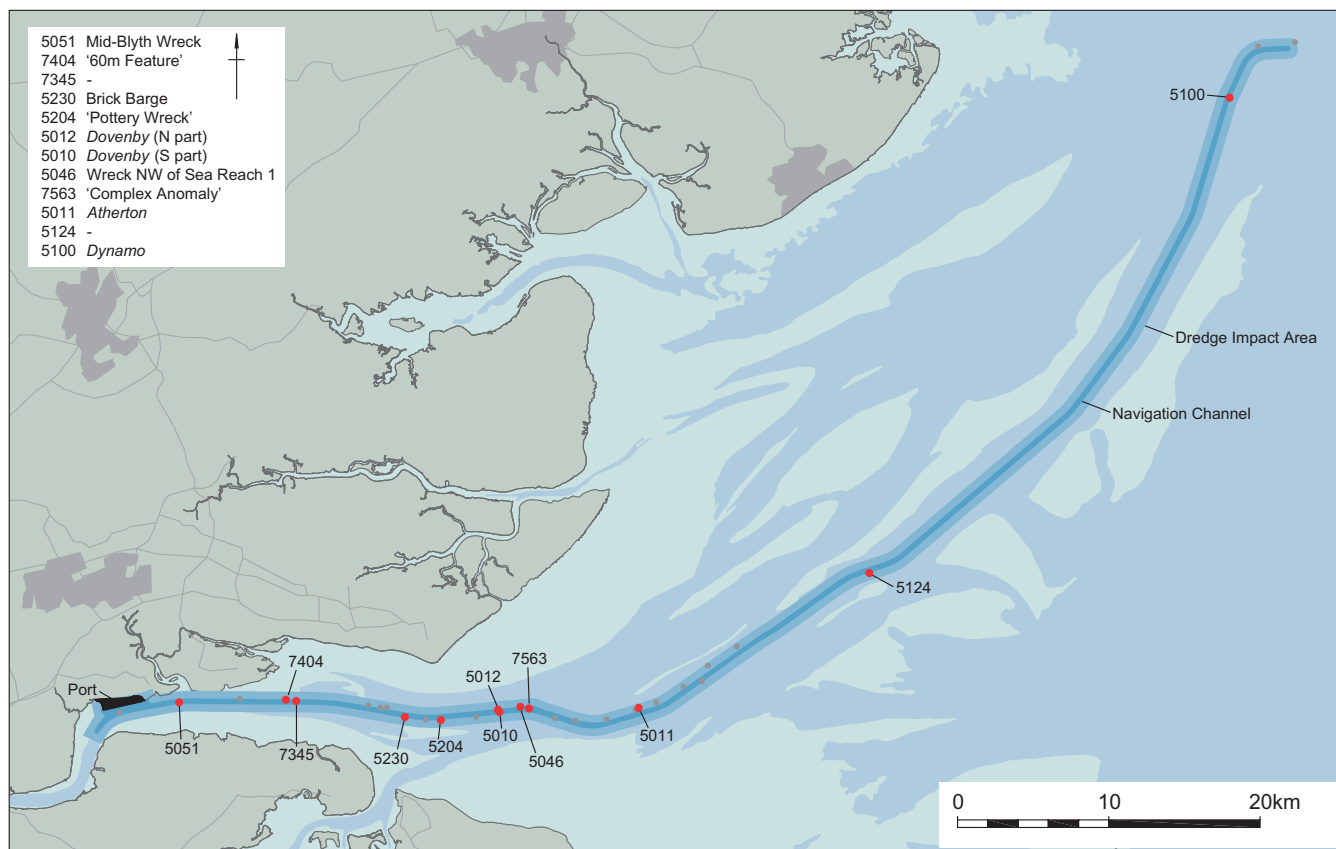 5051 Mid-Blyth Wreck
7404 ‘60m Feature’
7345 -
5230 Brick Barge
5204 ‘Pottery Wreck’
5012 Dovenby (N part)
5010 Dovenby (S part)
5046 Wreck NW of Sea Reach 1
7563 ‘Complex Anomaly’
5011 Atherton
5124 -
5100 Dynamo
5100
Dredge Impact Area
Navigation Channel
5124
7404
7563
5012
Port
5051
7345
5230
5204
5010
5046
5011
0 10 20km